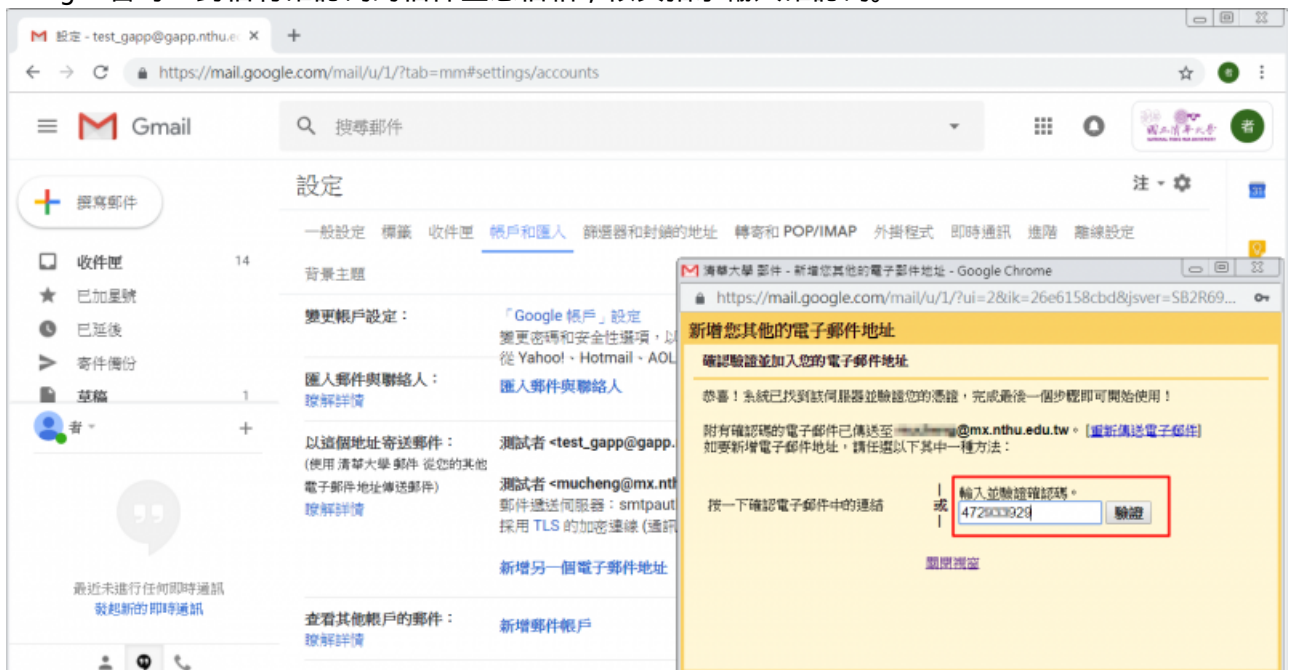 設定 - test_gapp@gapp.nthu.e
https://mail.google.com/mail/u/1/?tab=mm#settings/accounts
者
Gmail
搜尋郵件
國立清華大學
者
撰寫郵件
設定
注
一般設定 標籤 收件匣 帳戶和匯入 篩選器和封鎖的地址 轉寄和 POP/IMAP 外掛程式 即時通訊 進階 離線設定
背景主題
收件匣 14
已加星號
已延後
寄件備份
草稿 1
者
最近未進行任何即時通訊
發起新的即時通訊
變更帳戶設定：
「Google 帳戶」設定
變更密碼和安全性選項，以
從 Yahoo!、Hotmail、AOL
匯入郵件與聯絡人：
瞭解詳情
匯入郵件與聯絡人
以這個地址寄送郵件：
(使用 清華大學 郵件 從您的其他
電子郵件地址傳送郵件)
瞭解詳情
測試者 <test_gapp@gapp.
測試者 <mucheng@mx.nth
郵件遞送伺服器：smtpaut
採用 TLS 的加密連線 (通訊
新增另一個電子郵件地址
查看其他帳戶的郵件：
瞭解詳情
新增郵件帳戶
清華大學 郵件 - 新增您其他的電子郵件地址 - Google Chrome
https://mail.google.com/mail/u/1/?ui=2&ik=26e6158cbd&jsver=SB2R69...
新增您其他的電子郵件地址
確認驗證並加入您的電子郵件地址
恭喜！系統已找到該伺服器並驗證您的憑證，完成最後一個步驟即可開始使用！
附有確認碼的電子郵件已傳送至 @mx.nthu.edu.tw。 [重新傳送電子郵件]
如要新增電子郵件地址，請任選以下其中一種方法：
按一下確認電子郵件中的連結
或
輸入並驗證確認碼。
驗證
關閉視窗